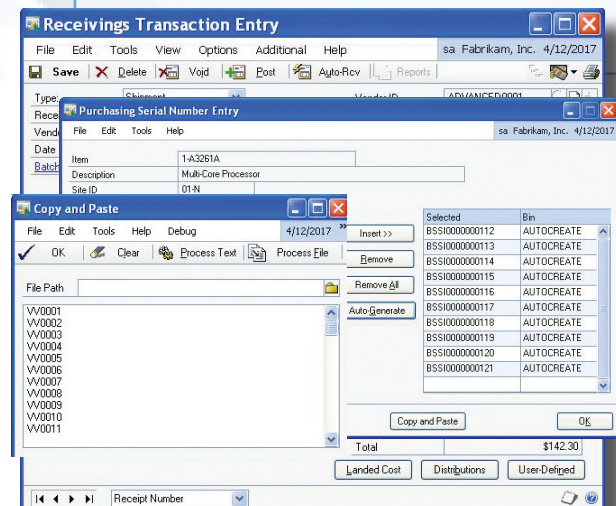 Receivings Transaction Entry
File Edit Tools View Options Additional Help sa Fabrikam, Inc. 4/12/2017
Save Delete Void Post Auto-Rcv Reports
Type: Shipment Vendor ID ADVANCED0001
Rece
Vend
Date
Batch
Purchasing Serial Number Entry
File Edit Tools Help sa Fabrikam, Inc. 4/12/2017
Item 1-A3261A
Description Multi-Core Processor
Site ID 01-N
Selected Bin
BSSI0000000112 AUTOCREATE
BSSI0000000113 AUTOCREATE
BSSI0000000114 AUTOCREATE
BSSI0000000115 AUTOCREATE
BSSI0000000116 AUTOCREATE
BSSI0000000117 AUTOCREATE
BSSI0000000118 AUTOCREATE
BSSI0000000119 AUTOCREATE
BSSI0000000120 AUTOCREATE
BSSI0000000121 AUTOCREATE
Insert >>
Remove
Remove All
Auto-Generate
Copy and Paste OK
Copy and Paste
File Edit Tools Help Debug 4/12/2017 »
OK Clear Process Text Process File
File Path
VV0001
VV0002
VV0003
VV0004
VV0005
VV0006
VV0007
VV0008
VV0009
VV0010
VV0011
Total $142.30
Landed Cost Distributions User-Defined
Receipt Number